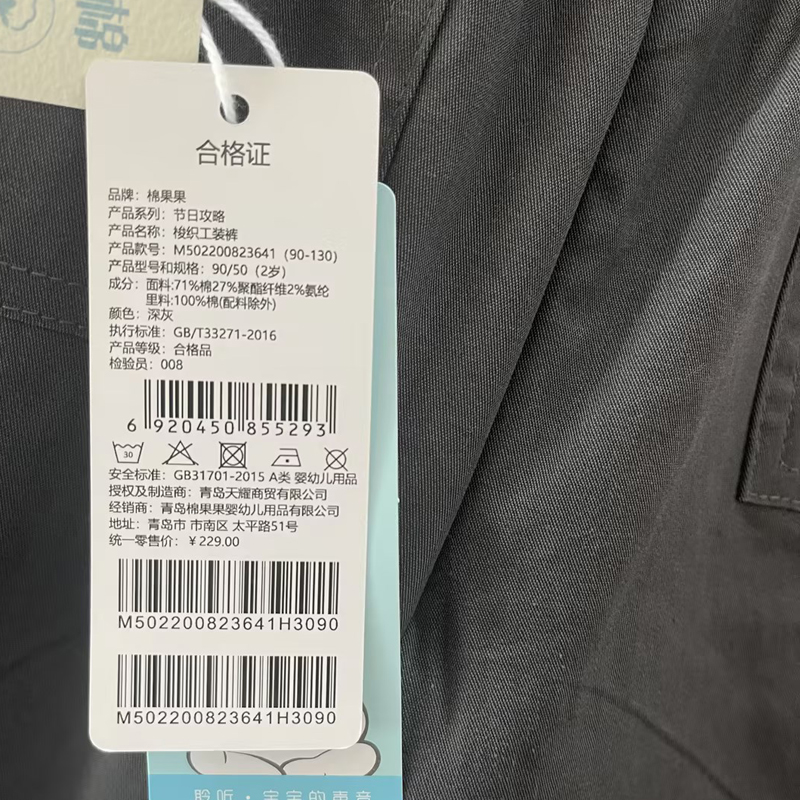 棉
合格证
品牌：棉果果
产品系列：节日攻略
产品名称：梭织工装裤
产品款号：M502200823641（90-130）
产品型号和规格：90/50（2岁）
成分：面料:71%棉27%聚酯纤维2%氨纶
里料:100%棉(配料除外)
颜色：深灰
执行标准：GB/T33271-2016
产品等级：合格品
检验员：008
6 920450 855293
30
安全标准：GB31701-2015 A类 婴幼儿用品
授权及制造商：青岛天耀商贸有限公司
经销商：青岛棉果果婴幼儿用品有限公司
地址：青岛市 市南区 太平路51号
统一零售价：￥229.00
M502200823641H3090
M502200823641H3090
聆听·宝宝的声音